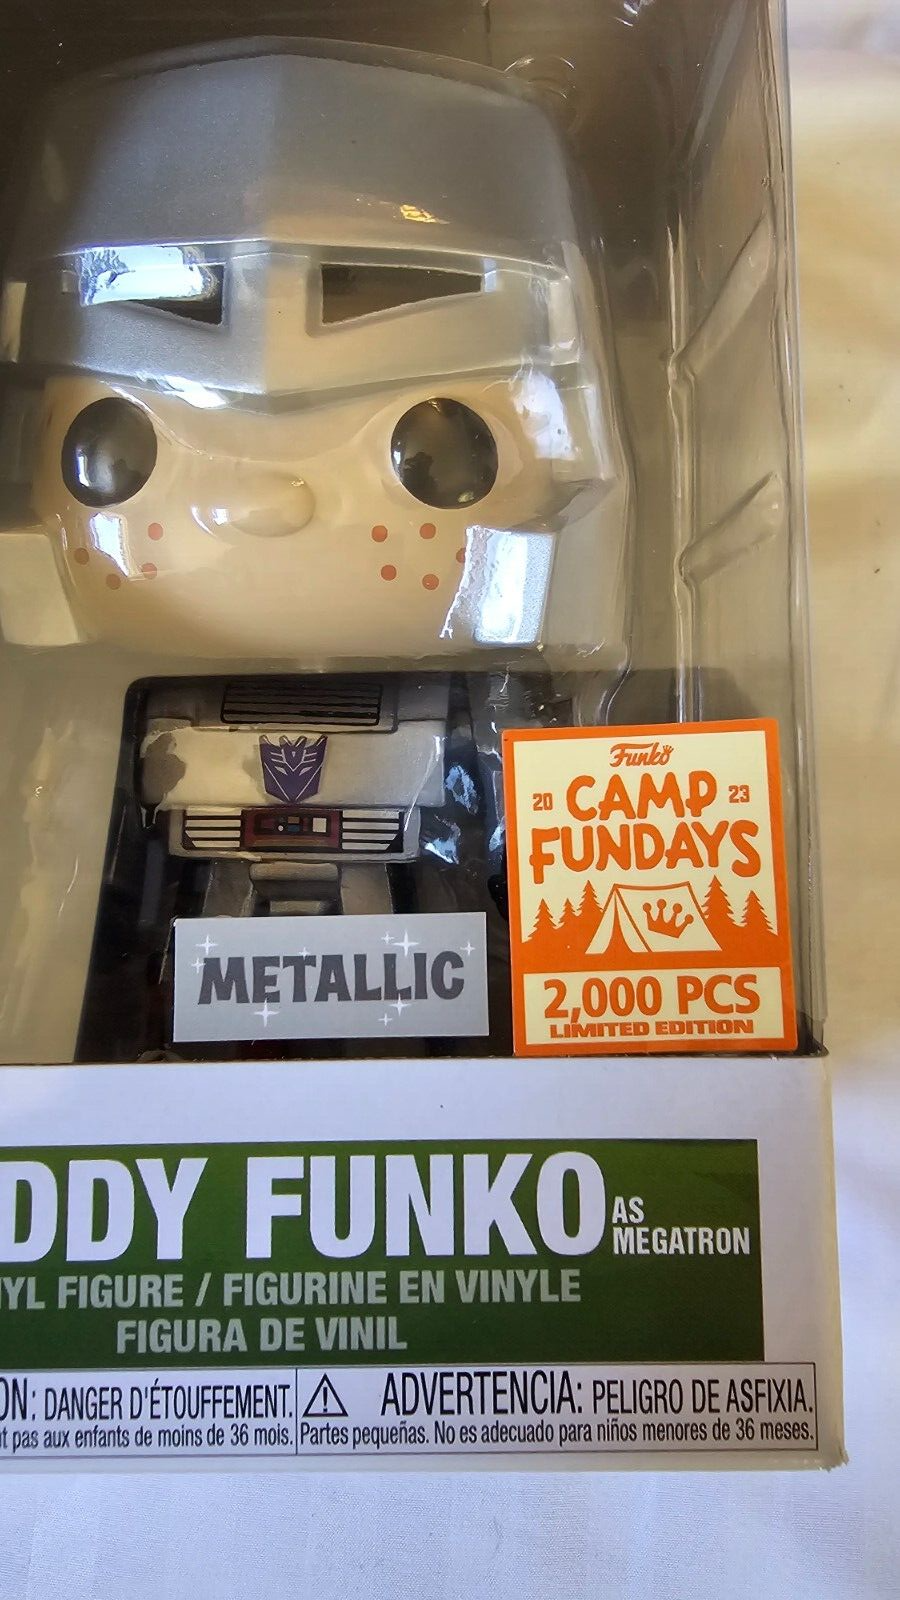 Funko
20 CAMP 23
FUNDAYS
2,000 PCS
LIMITED EDITION
METALLIC
DDY FUNKO AS
MEGATRON
YL FIGURE / FIGURINE EN VINYLE
FIGURA DE VINIL
ON: DANGER D'ÉTOUFFEMENT.
t pas aux enfants de moins de 36 mois.
ADVERTENCIA: PELIGRO DE ASFIXIA.
Partes pequeñas. No es adecuado para niños menores de 36 meses.